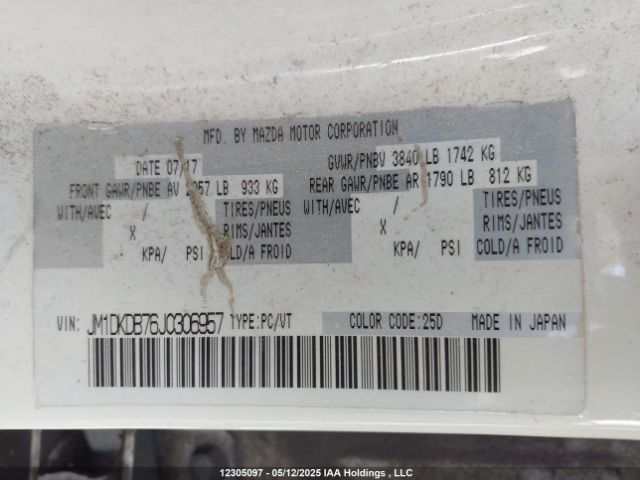 MFD. BY MAZDA MOTOR CORPORATION
DATE 07/17 GVWR/PNBV 3840 LB 1742 KG
FRONT GAWR/PNBE AV 2057 LB 933 KG REAR GAWR/PNBE AR 1790 LB 812 KG
WITH/AVEC / TIRES/PNEUS WITH/AVEC / TIRES/PNEUS
X RIMS/JANTES X RIMS/JANTES
KPA/ PSI COLD/A FROID KPA/ PSI COLD/A FROID
VIN: JM1DKDB76J0306957 TYPE:PC/VT COLOR CODE:25D MADE IN JAPAN
12305097 - 05/12/2025 IAA Holdings , LLC